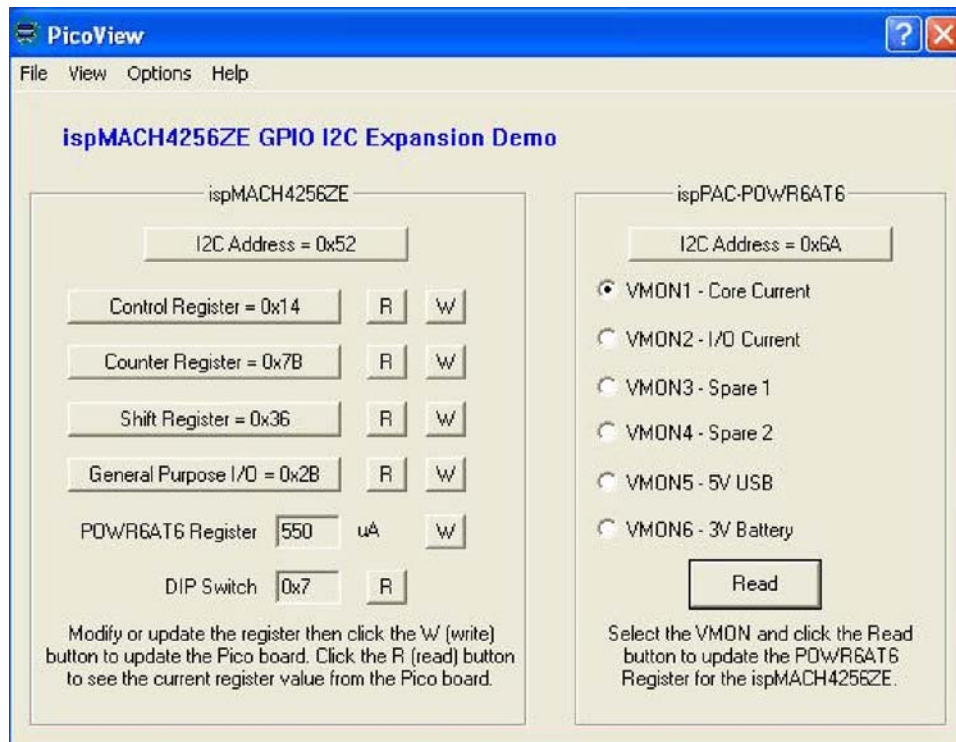 PicoView
File View Options Help
ispMACH4256ZE GPIO I2C Expansion Demo
ispMACH4256ZE
I2C Address = 0x52
Control Register = 0x14 R W
Counter Register = 0x7B R W
Shift Register = 0x36 R W
General Purpose I/O = 0x2B R W
POWR6AT6 Register 550 uA W
DIP Switch 0x7 R
Modify or update the register then click the W (write)
button to update the Pico board. Click the R (read) button
to see the current register value from the Pico board.
ispPAC-POWR6AT6
I2C Address = 0x6A
VMON1 - Core Current
VMON2 - I/O Current
VMON3 - Spare 1
VMON4 - Spare 2
VMON5 - 5V USB
VMON6 - 3V Battery
Read
Select the VMON and click the Read
button to update the POWR6AT6
Register for the ispMACH4256ZE.